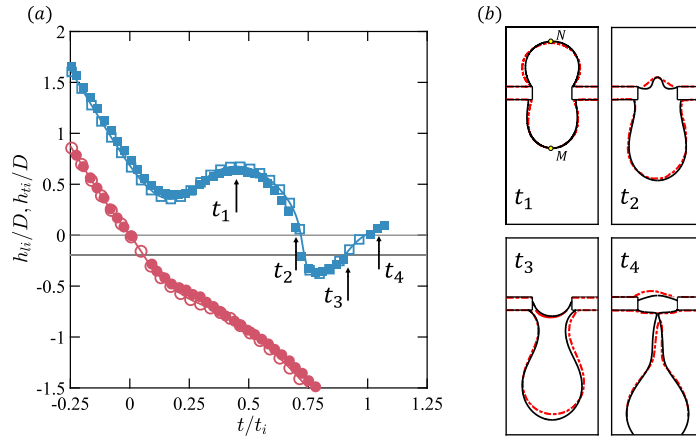 (a)
2
1.5
1
0.5
0
-0.5
-1
-1.5
h_{li}/D, h_{ti}/D
-0.25 0 0.25 0.5 0.75 1 1.25
t/t_i
t_1
t_2
t_3
t_4
(b)
N
M
t_1
t_2
t_3
t_4